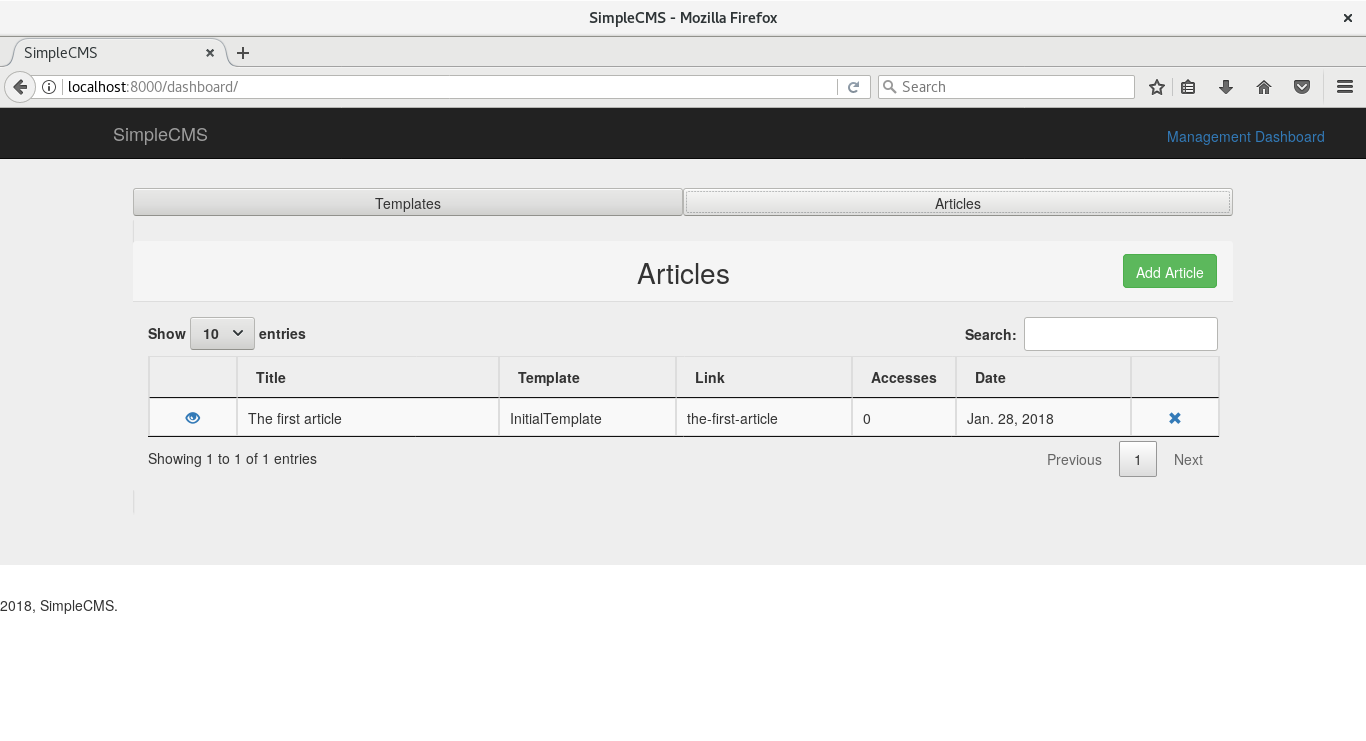 SimpleCMS - Mozilla Firefox
SimpleCMS
localhost:8000/dashboard/ Search
SimpleCMS Management Dashboard
Templates Articles
Articles Add Article
Show 10 entries Search:
Title Template Link Accesses Date
The first article InitialTemplate the-first-article 0 Jan. 28, 2018
Showing 1 to 1 of 1 entries Previous 1 Next
2018, SimpleCMS.